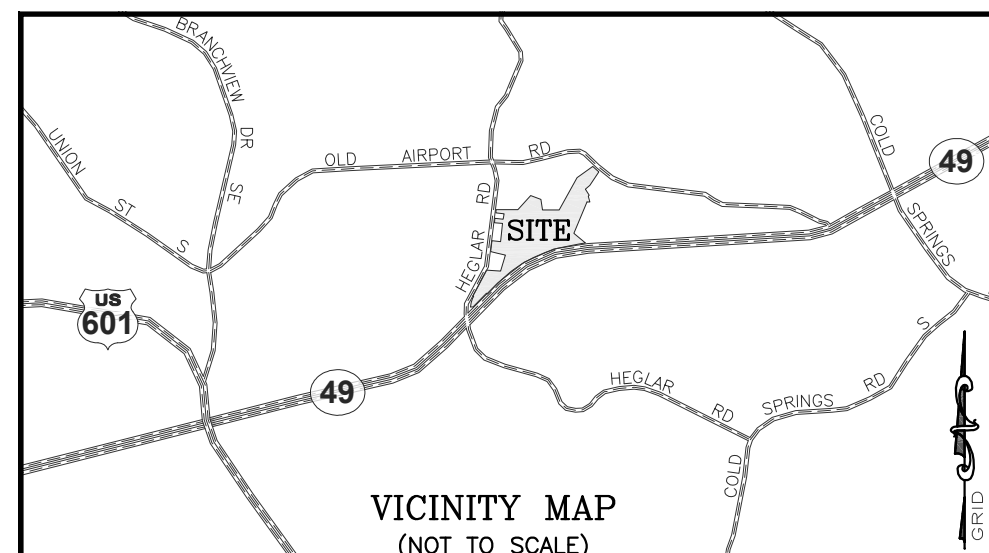 BRANCHVIEW DR SE
UNION ST S
OLD AIRPORT RD
COLD SPRINGS
49
HEGLAR RD
SITE
US
601
49
HEGLAR RD
COLD SPRINGS RD S
VICINITY MAP
(NOT TO SCALE)
GRID